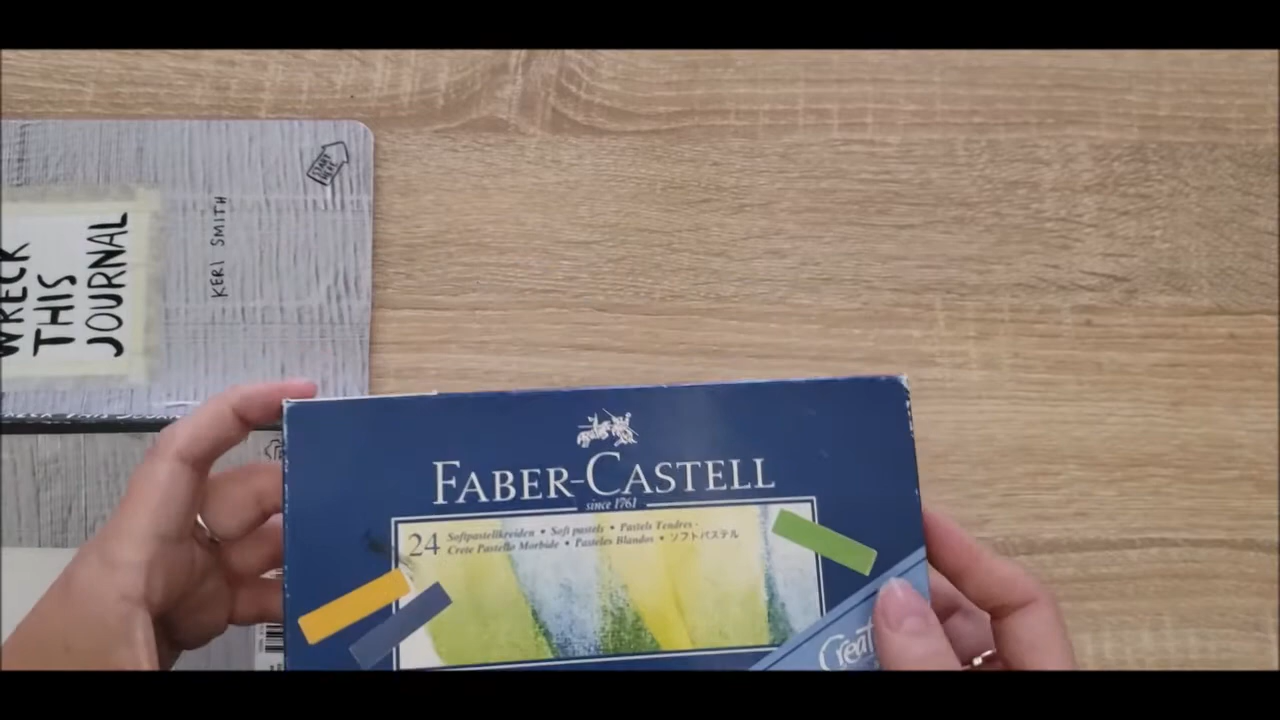 START
HERE
WRECK
THIS
JOURNAL
KERI SMITH
FABER-CASTELL
since 1761
24
Softpastellkreiden • Soft pastels • Pastels Tendres •
Crete Pastello Morbide • Pasteles Blandos • ソフトパステル